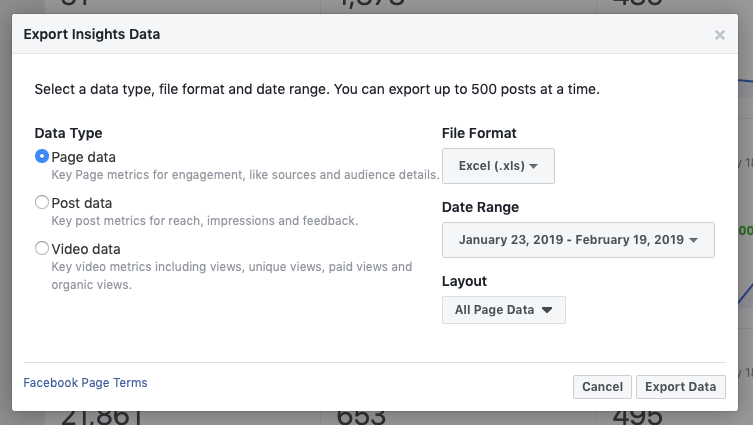 Export Insights Data
×
Select a data type, file format and date range. You can export up to 500 posts at a time.
Data Type
Page data
Key Page metrics for engagement, like sources and audience details.
Post data
Key post metrics for reach, impressions and feedback.
Video data
Key video metrics including views, unique views, paid views and
organic views.
File Format
Excel (.xls)
Date Range
January 23, 2019 - February 19, 2019
Layout
All Page Data
Facebook Page Terms
Cancel
Export Data
21,861
653
495